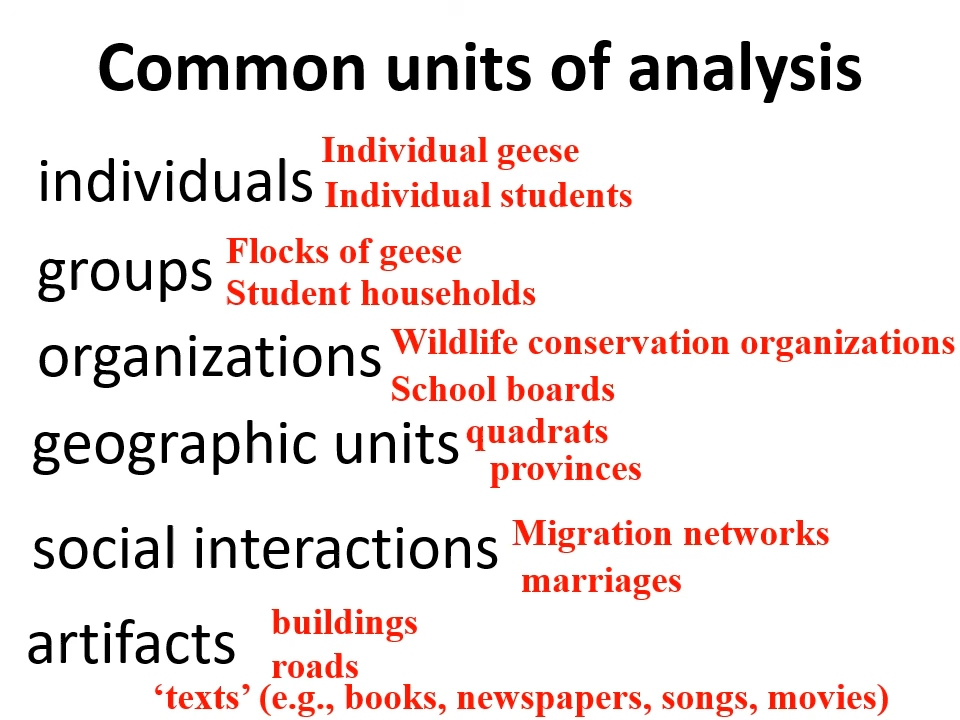 Common units of analysis
individuals
Individual geese
Individual students
groups
Flocks of geese
Student households
organizations
Wildlife conservation organizations
School boards
geographic units
quadrats
provinces
social interactions
Migration networks
marriages
artifacts
buildings
roads
‘texts’ (e.g., books, newspapers, songs, movies)